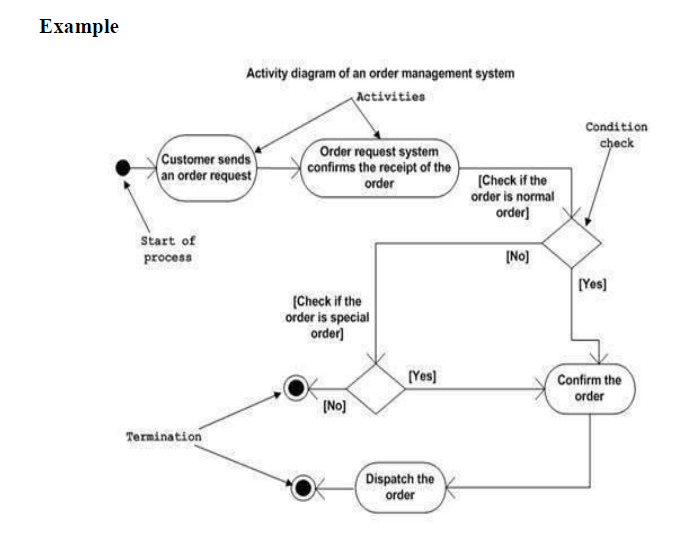 Example
Activity diagram of an order management system
Activities
Condition
check
Customer sends
an order request
Order request system
confirms the receipt of the
order
[Check if the
order is normal
order]
Start of
process
[No]
[Yes]
[Check if the
order is special
order]
[Yes]
Confirm the
order
[No]
Termination
Dispatch the
order